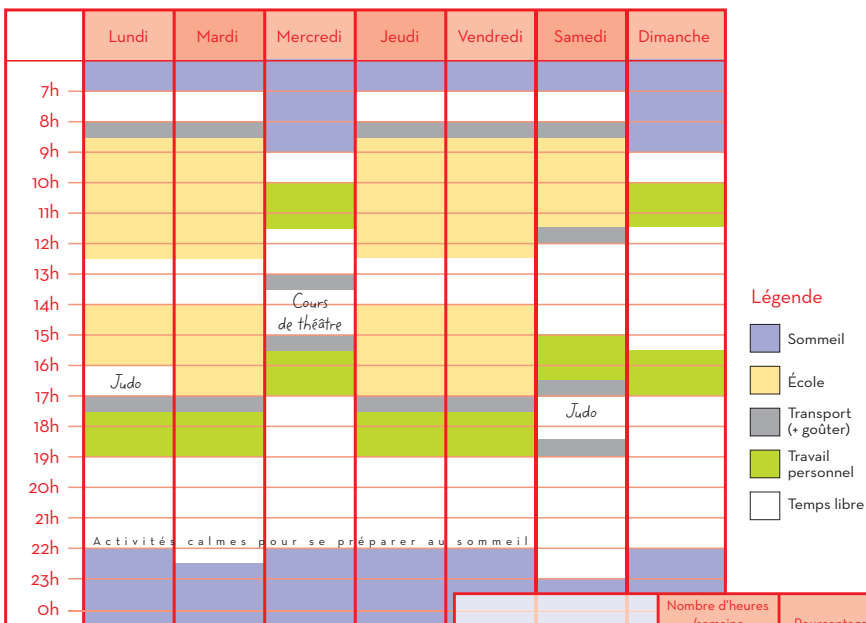 Lundi Mardi Mercredi Jeudi Vendredi Samedi Dimanche
7h
8h
9h
10h
11h
12h
13h
14h
Cours
de théâtre
15h
16h
Judo
17h
Judo
18h
19h
20h
21h
Activités calmes pour se préparer au sommeil
22h
23h
0h
Légende
Sommeil
École
Transport
(+ goûter)
Travail
personnel
Temps libre
Nombre d'heures
/semaine